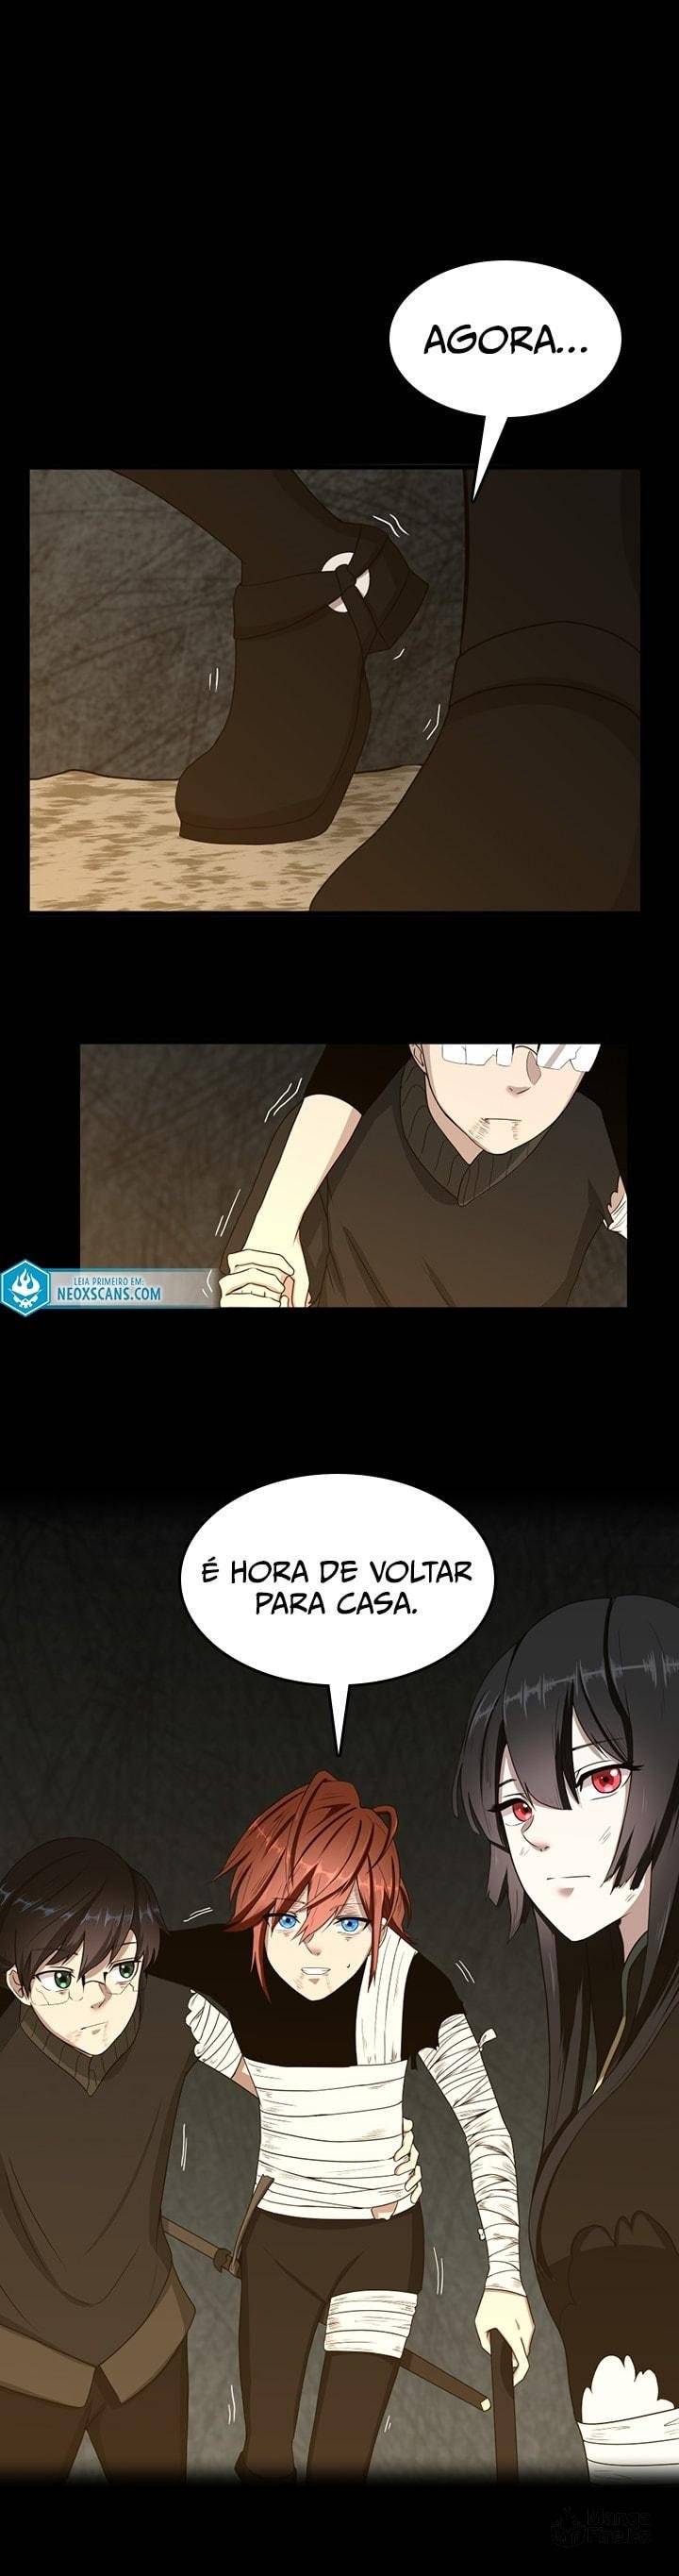 AGORA...
LEIA PRIMEIRO EM:
NEOXSCANS.COM
É HORA DE VOLTAR
PARA CASA.